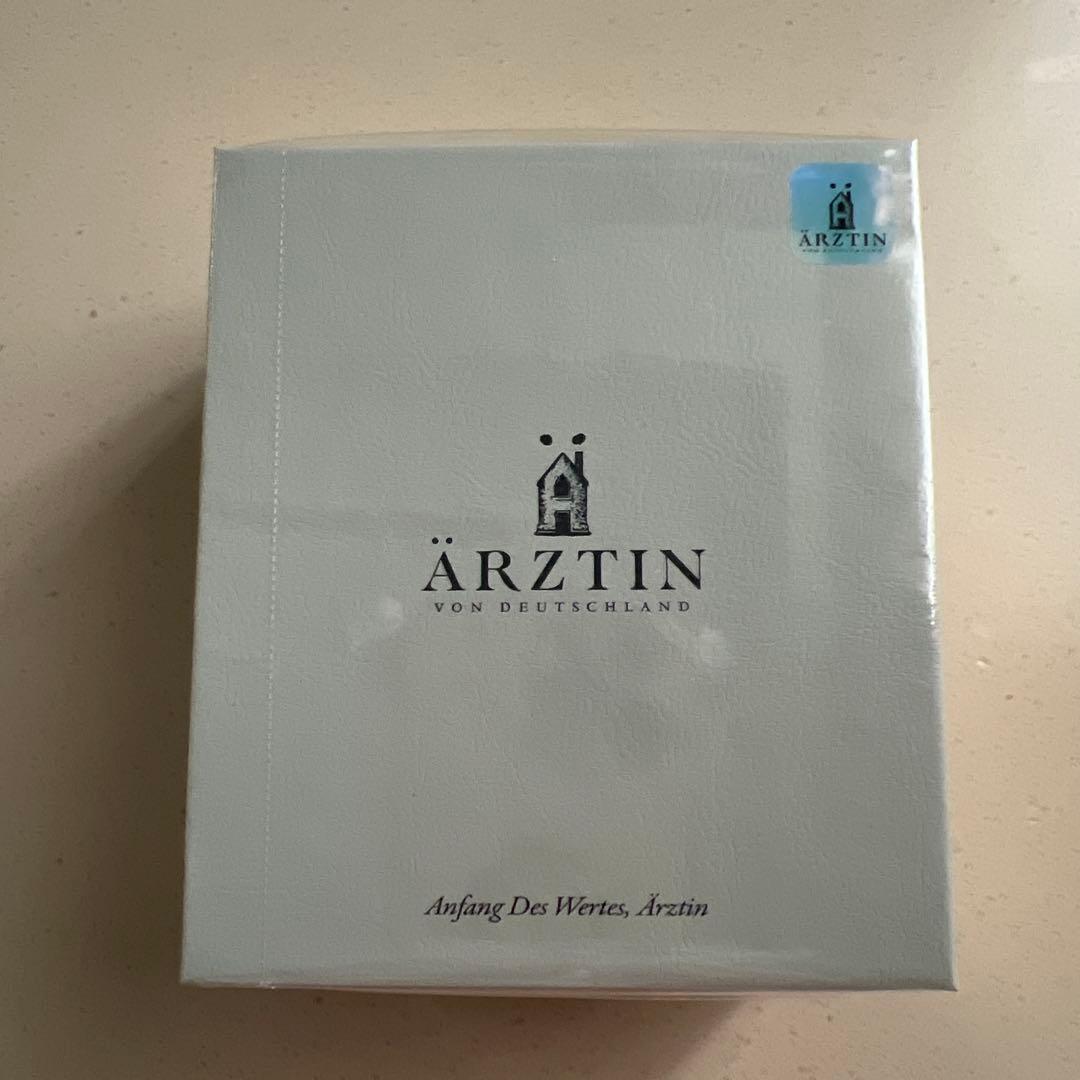 ÄRZTIN
ÄRZTIN
VON DEUTSCHLAND
Anfang Des Wertes, Ärztin